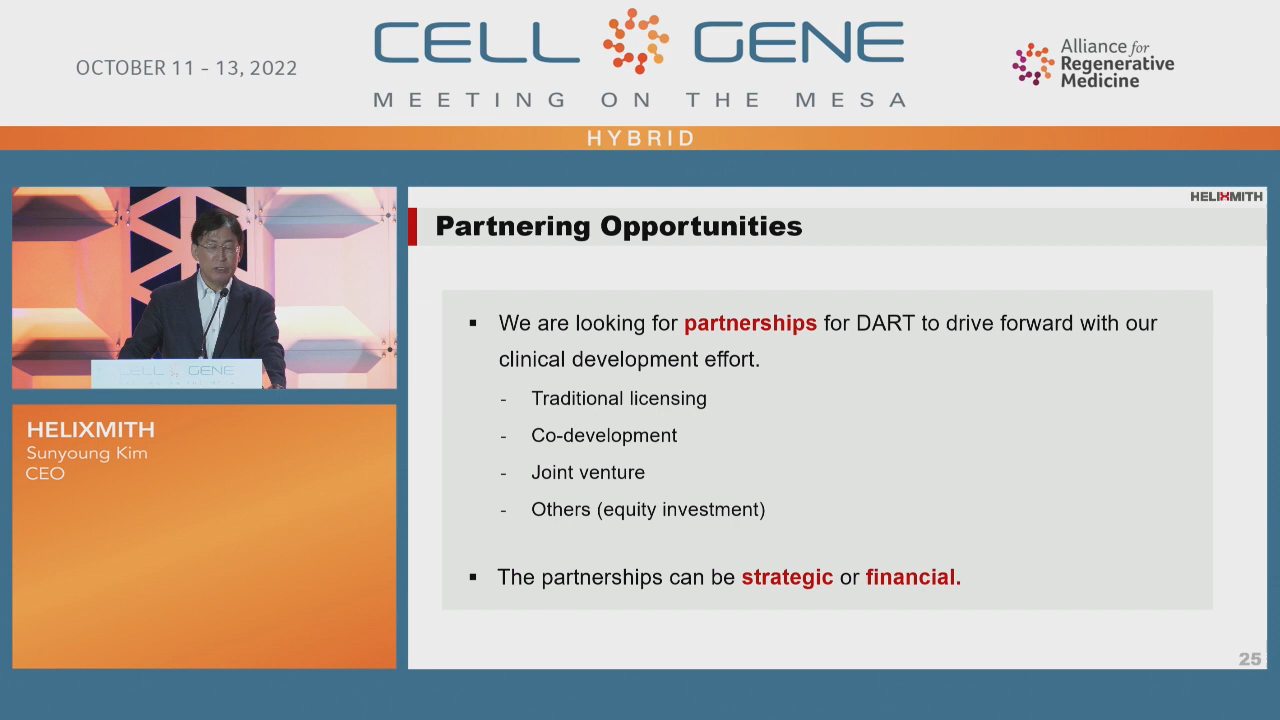 OCTOBER 11 - 13, 2022
CELL GENE
MEETING ON THE MESA
Alliance for
Regenerative
Medicine
HYBRID
HELIXMITH
Partnering Opportunities
▪ We are looking for partnerships for DART to drive forward with our
clinical development effort.
- Traditional licensing
- Co-development
- Joint venture
- Others (equity investment)
▪ The partnerships can be strategic or financial.
25
CELL GENE
HELIXMITH
Sunyoung Kim
CEO